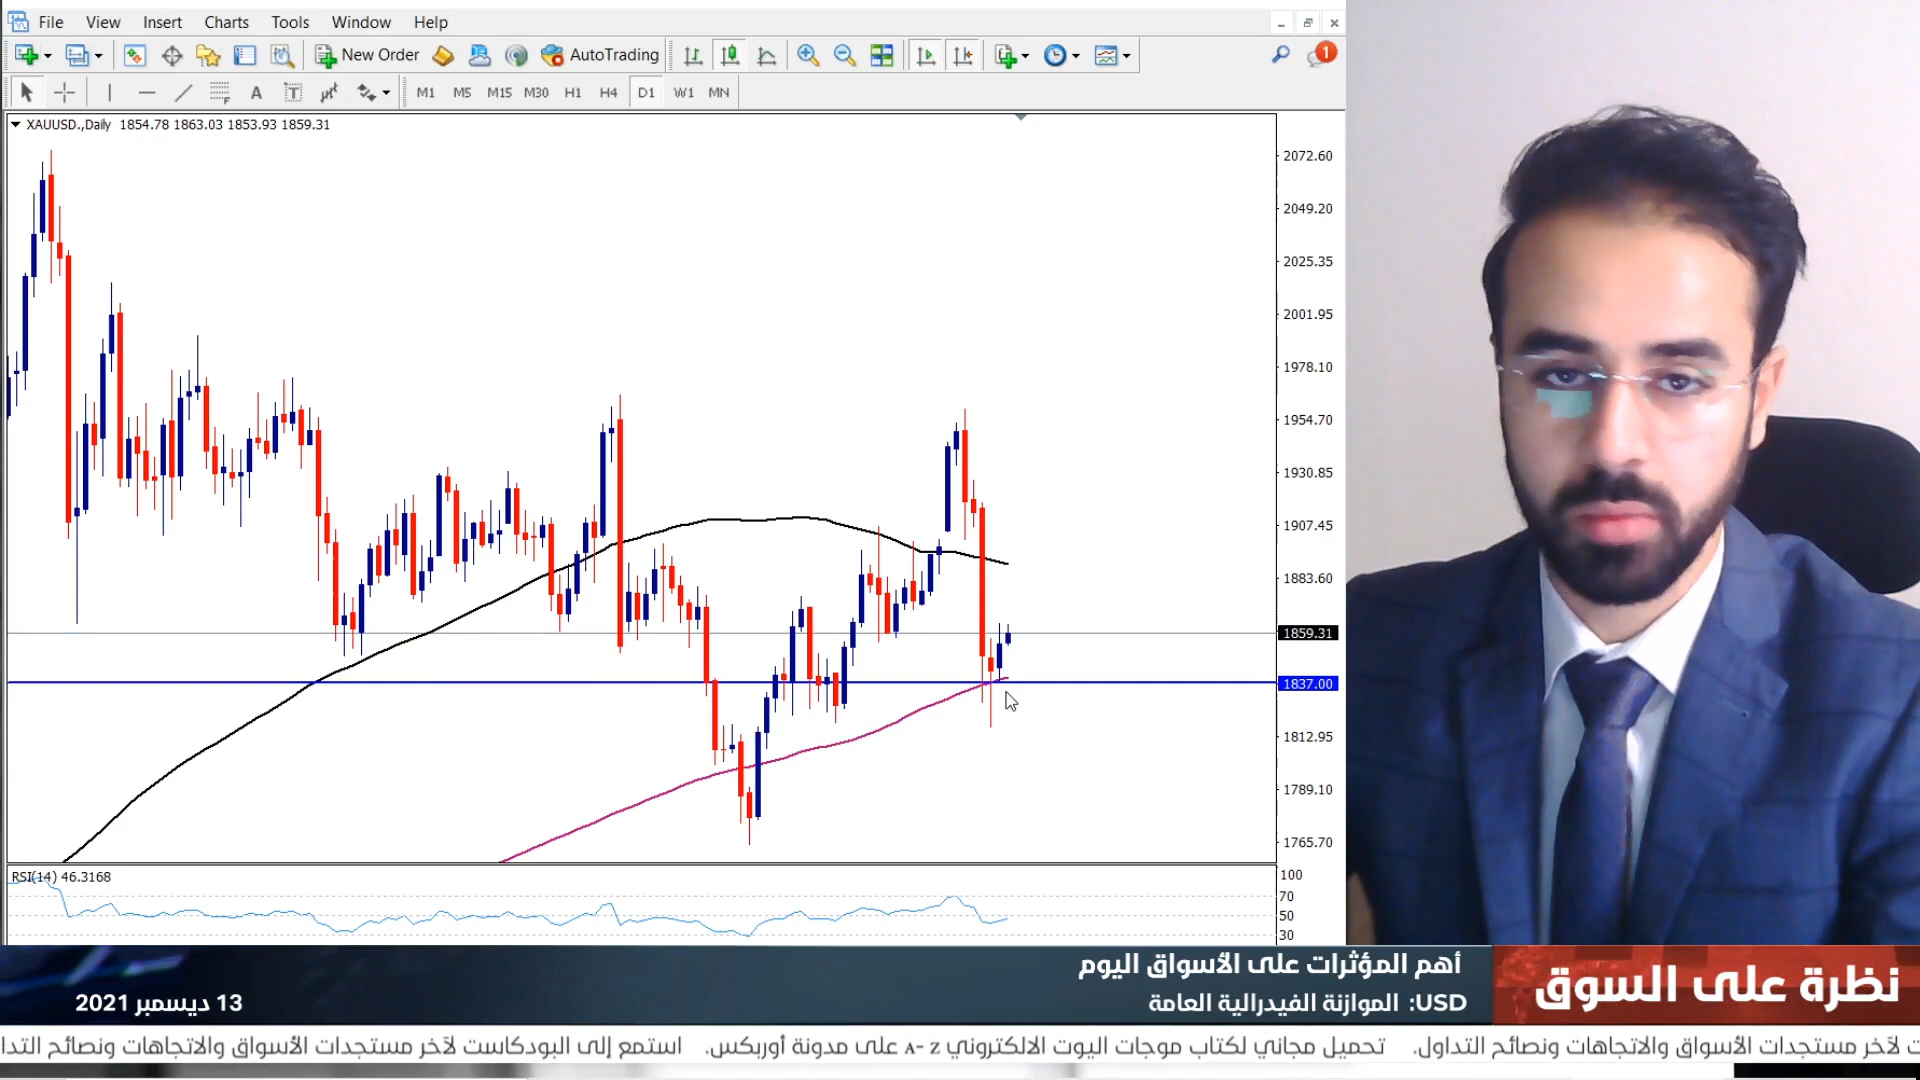 File View Insert Charts Tools Window Help
New Order AutoTrading
A T M1 M5 M15 M30 H1 H4 D1 W1 MN
1
XAUUSD.,Daily 1854.78 1863.03 1853.93 1859.31
2072.60
2049.20
2025.35
2001.95
1978.10
1954.70
1930.85
1907.45
1883.60
1859.31
1837.00
1812.95
1789.10
1765.70
RSI(14) 46.3168
100
70
50
30
نظرة على السوق
أهم المؤثرات على الأسواق اليوم
USD: الموازنة الفيدرالية العامة
13 ديسمبر 2021
ت لآخر مستجدات الأسواق والاتجاهات ونصائح التداول. تحميل مجاني لكتاب موجات اليوت الالكتروني A- Z على مدونة أوربكس. استمع إلى البودكاست لآخر مستجدات الأسواق والاتجاهات ونصائح التدا